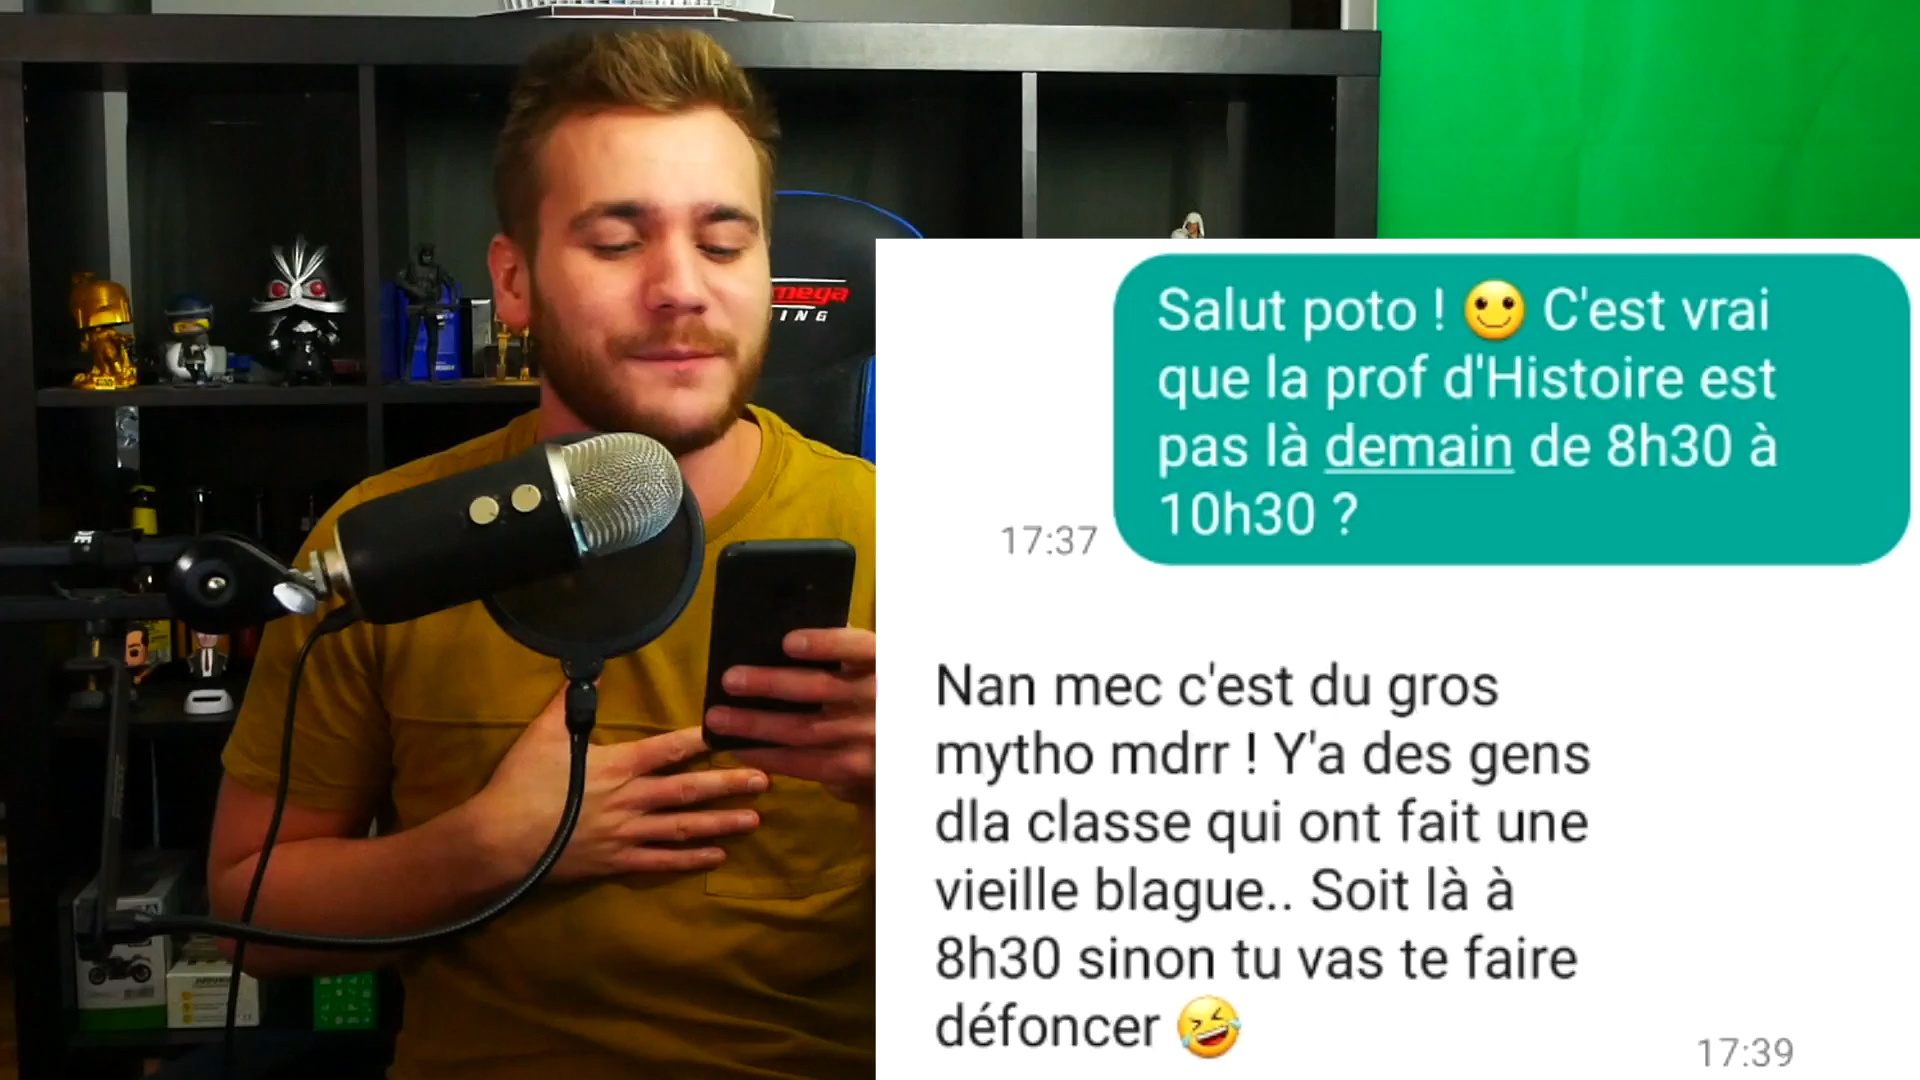 mega
ING
Salut poto ! 🙂 C'est vrai
que la prof d'Histoire est
pas là demain de 8h30 à
10h30 ?
17:37
Nan mec c'est du gros
mytho mdrr ! Y'a des gens
dla classe qui ont fait une
vieille blague.. Soit là à
8h30 sinon tu vas te faire
défoncer 🤣
17:39